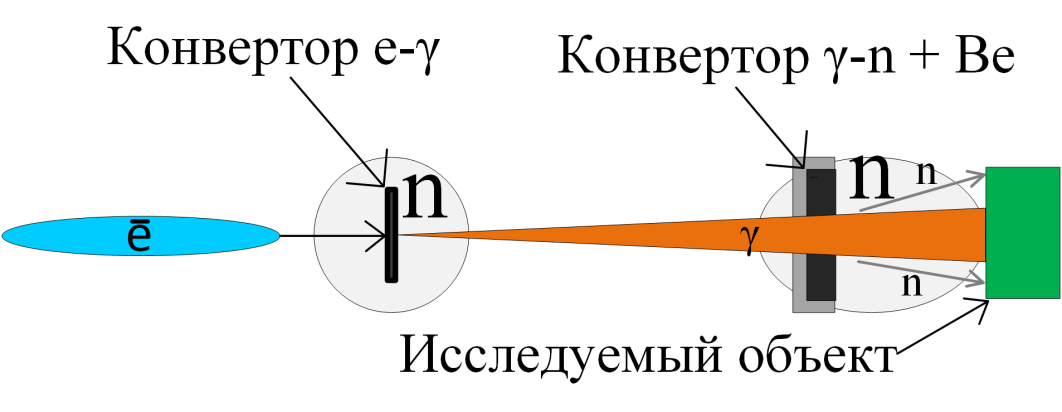 Конвертор e-γ
Конвертор γ-n + Be
n
n
n
ē
γ
n
Исследуемый объект